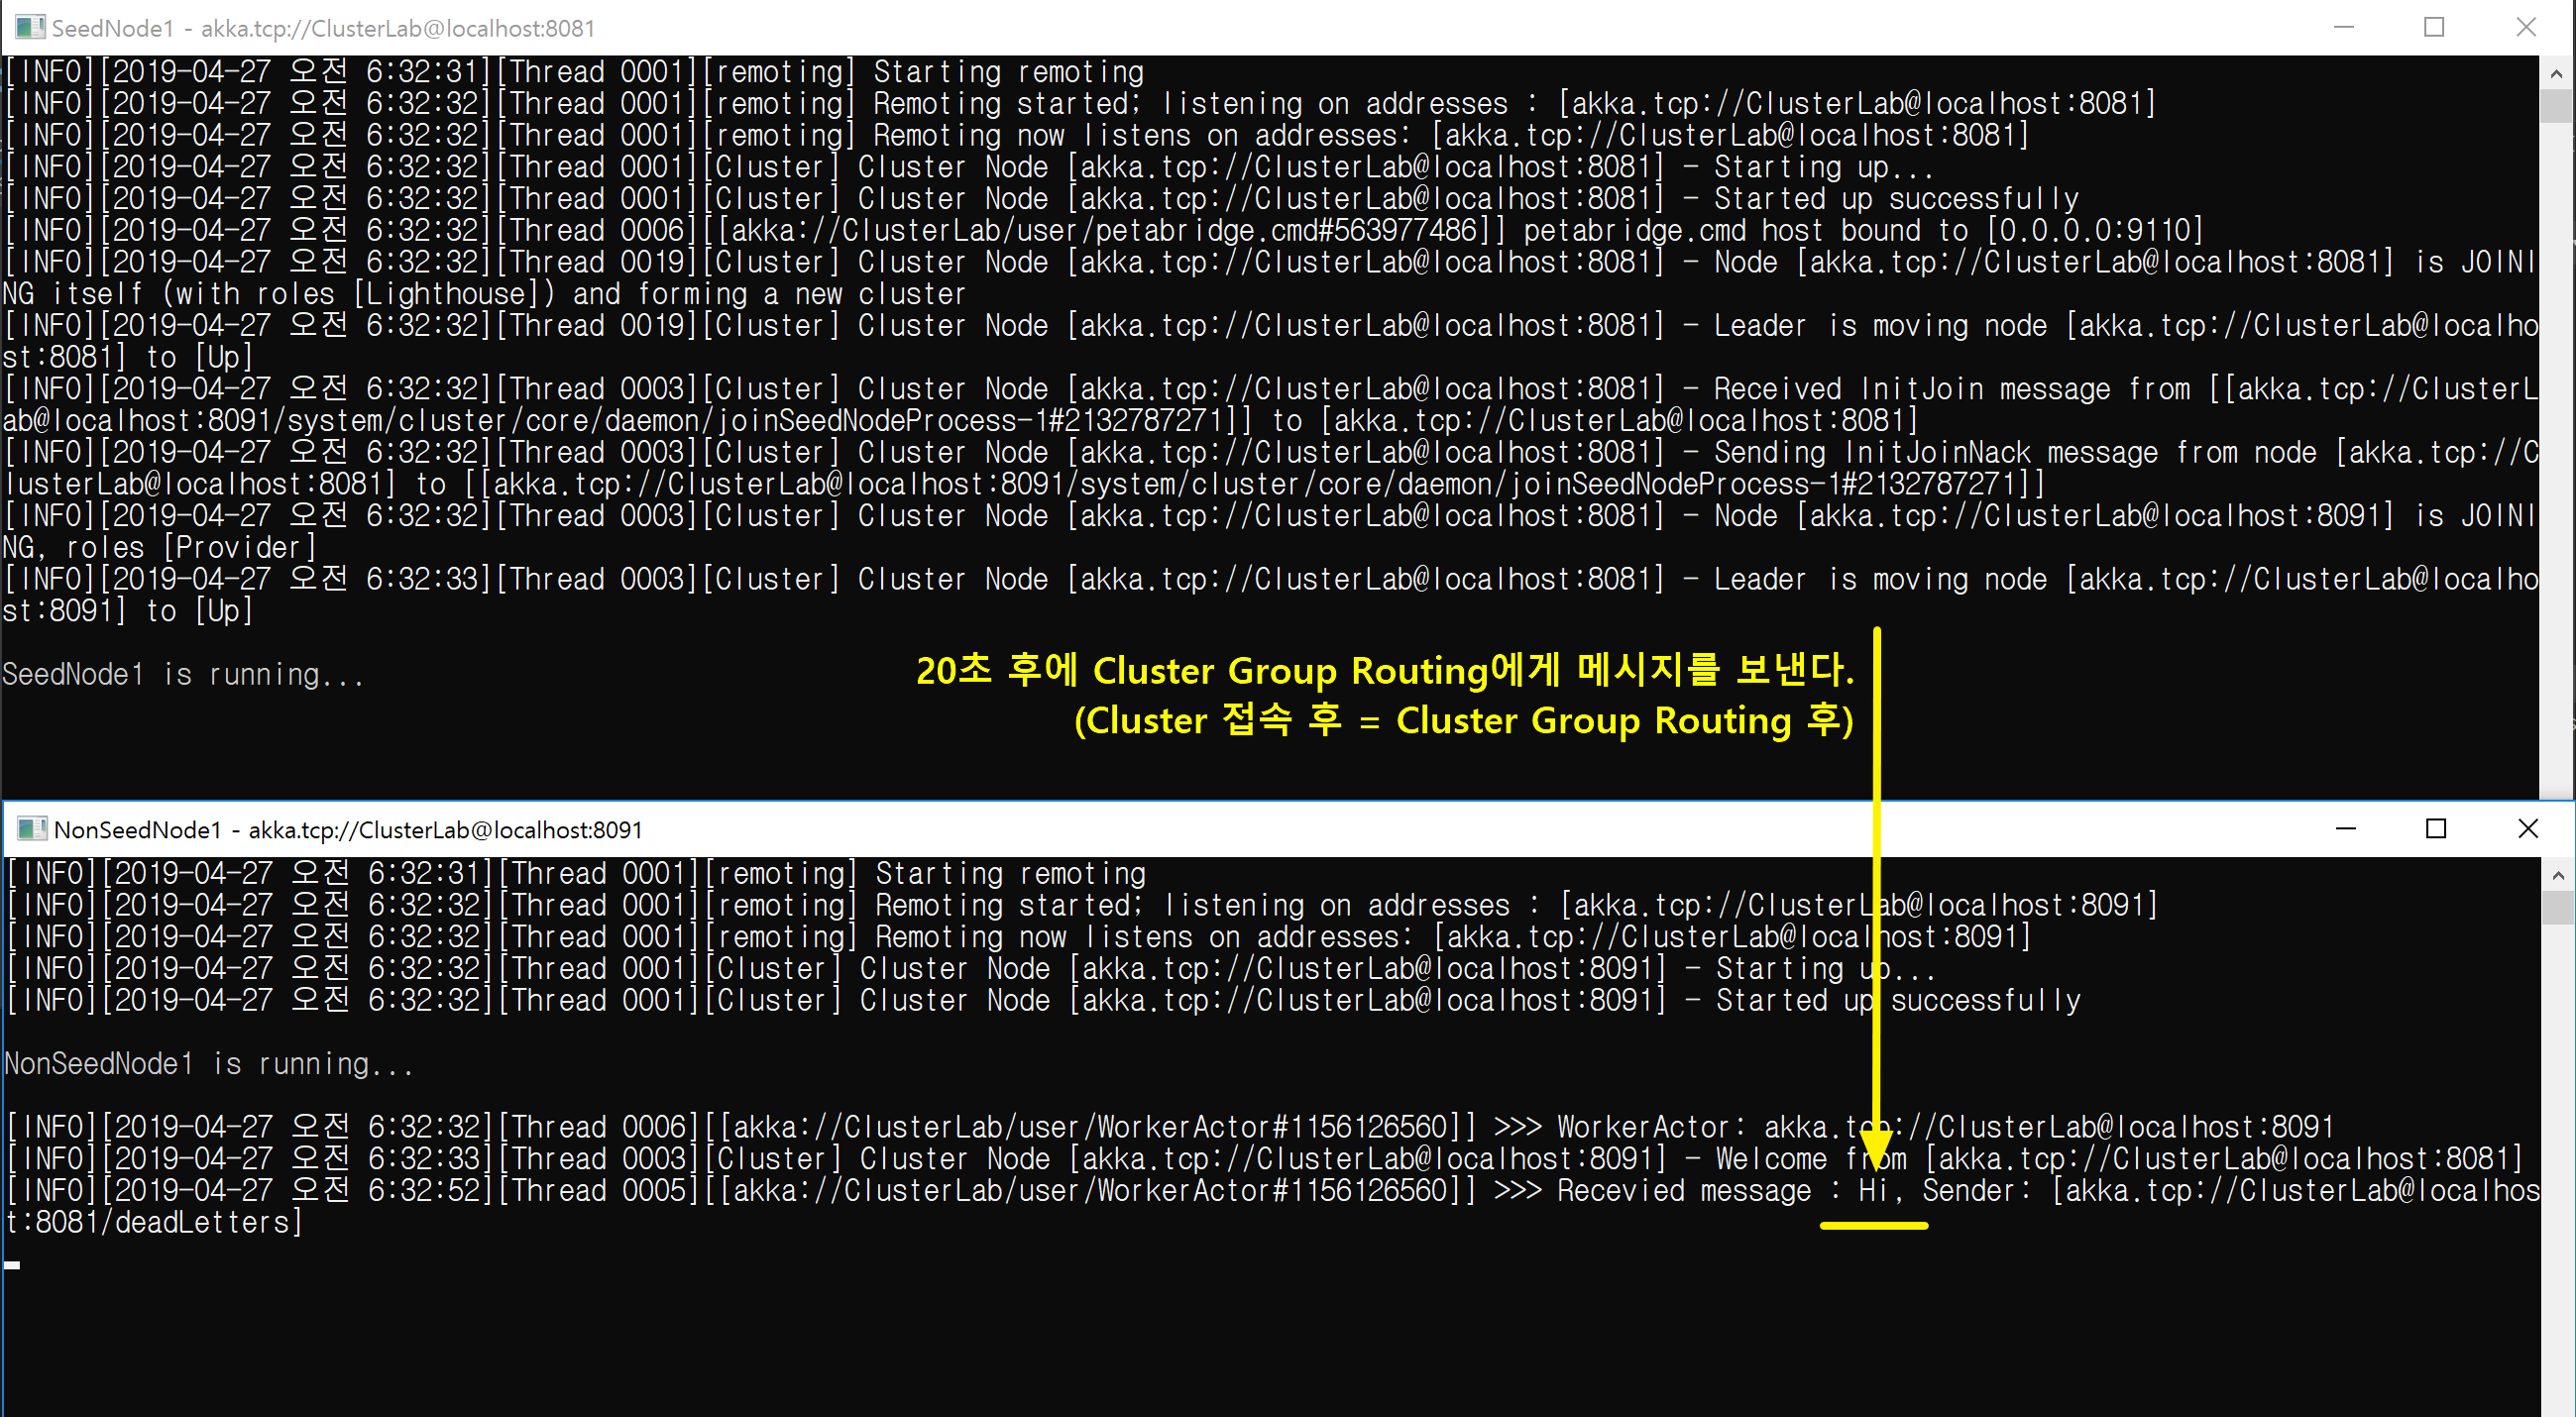 SeedNode1 - akka.tcp://ClusterLab@localhost:8081
[INFO][2019-04-27 오전 6:32:31][Thread 0001][remoting] Starting remoting
[INFO][2019-04-27 오전 6:32:32][Thread 0001][remoting] Remoting started; listening on addresses : [akka.tcp://ClusterLab@localhost:8081]
[INFO][2019-04-27 오전 6:32:32][Thread 0001][remoting] Remoting now listens on addresses: [akka.tcp://ClusterLab@localhost:8081]
[INFO][2019-04-27 오전 6:32:32][Thread 0001][Cluster] Cluster Node [akka.tcp://ClusterLab@localhost:8081] - Starting up...
[INFO][2019-04-27 오전 6:32:32][Thread 0001][Cluster] Cluster Node [akka.tcp://ClusterLab@localhost:8081] - Started up successfully
[INFO][2019-04-27 오전 6:32:32][Thread 0006][[akka://ClusterLab/user/petabridge.cmd#563977486]] petabridge.cmd host bound to [0.0.0.0:9110]
[INFO][2019-04-27 오전 6:32:32][Thread 0019][Cluster] Cluster Node [akka.tcp://ClusterLab@localhost:8081] - Node [akka.tcp://ClusterLab@localhost:8081] is JOINI
NG itself (with roles [Lighthouse]) and forming a new cluster
[INFO][2019-04-27 오전 6:32:32][Thread 0019][Cluster] Cluster Node [akka.tcp://ClusterLab@localhost:8081] - Leader is moving node [akka.tcp://ClusterLab@localho
st:8081] to [Up]
[INFO][2019-04-27 오전 6:32:32][Thread 0003][Cluster] Cluster Node [akka.tcp://ClusterLab@localhost:8081] - Received InitJoin message from [[akka.tcp://ClusterL
ab@localhost:8091/system/cluster/core/daemon/joinSeedNodeProcess-1#2132787271]] to [akka.tcp://ClusterLab@localhost:8081]
[INFO][2019-04-27 오전 6:32:32][Thread 0003][Cluster] Cluster Node [akka.tcp://ClusterLab@localhost:8081] - Sending InitJoinNack message from node [akka.tcp://C
lusterLab@localhost:8081] to [[akka.tcp://ClusterLab@localhost:8091/system/cluster/core/daemon/joinSeedNodeProcess-1#2132787271]]
[INFO][2019-04-27 오전 6:32:32][Thread 0003][Cluster] Cluster Node [akka.tcp://ClusterLab@localhost:8081] - Node [akka.tcp://ClusterLab@localhost:8091] is JOINI
NG, roles [Provider]
[INFO][2019-04-27 오전 6:32:33][Thread 0003][Cluster] Cluster Node [akka.tcp://ClusterLab@localhost:8081] - Leader is moving node [akka.tcp://ClusterLab@localho
st:8091] to [Up]
SeedNode1 is running...
20초 후에 Cluster Group Routing에게 메시지를 보낸다.
(Cluster 접속 후 = Cluster Group Routing 후)
NonSeedNode1 - akka.tcp://ClusterLab@localhost:8091
[INFO][2019-04-27 오전 6:32:31][Thread 0001][remoting] Starting remoting
[INFO][2019-04-27 오전 6:32:32][Thread 0001][remoting] Remoting started; listening on addresses : [akka.tcp://ClusterLab@localhost:8091]
[INFO][2019-04-27 오전 6:32:32][Thread 0001][remoting] Remoting now listens on addresses: [akka.tcp://ClusterLab@localhost:8091]
[INFO][2019-04-27 오전 6:32:32][Thread 0001][Cluster] Cluster Node [akka.tcp://ClusterLab@localhost:8091] - Starting up...
[INFO][2019-04-27 오전 6:32:32][Thread 0001][Cluster] Cluster Node [akka.tcp://ClusterLab@localhost:8091] - Started up successfully
NonSeedNode1 is running...
[INFO][2019-04-27 오전 6:32:32][Thread 0006][[akka://ClusterLab/user/WorkerActor#1156126560]] >>> WorkerActor: akka.tcp://ClusterLab@localhost:8091
[INFO][2019-04-27 오전 6:32:33][Thread 0003][Cluster] Cluster Node [akka.tcp://ClusterLab@localhost:8091] - Welcome from [akka.tcp://ClusterLab@localhost:8081]
[INFO][2019-04-27 오전 6:32:52][Thread 0005][[akka://ClusterLab/user/WorkerActor#1156126560]] >>> Recevied message : Hi, Sender: [akka.tcp://ClusterLab@localhos
t:8081/deadLetters]